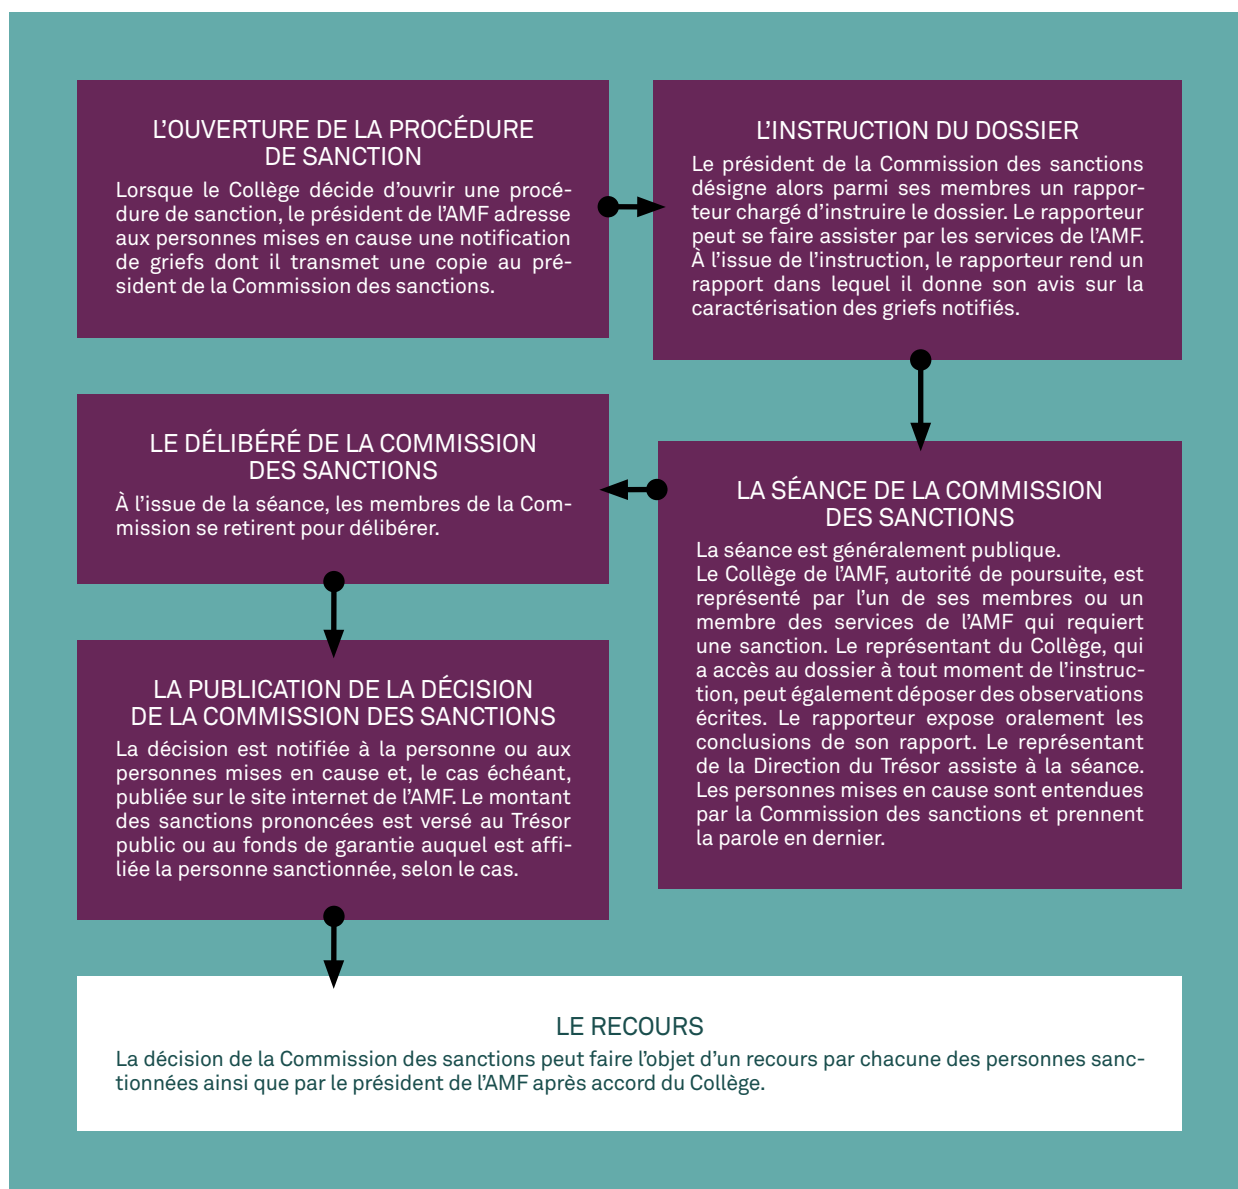 L'OUVERTURE DE LA PROCÉDURE
DE SANCTION
Lorsque le Collège décide d'ouvrir une procé-
dure de sanction, le président de l'AMF adresse
aux personnes mises en cause une notification
de griefs dont il transmet une copie au pré-
sident de la Commission des sanctions.
L'INSTRUCTION DU DOSSIER
Le président de la Commission des sanctions
désigne alors parmi ses membres un rappor-
teur chargé d'instruire le dossier. Le rapporteur
peut se faire assister par les services de l'AMF.
À l'issue de l'instruction, le rapporteur rend un
rapport dans lequel il donne son avis sur la
caractérisation des griefs notifiés.
LA SÉANCE DE LA COMMISSION
DES SANCTIONS
La séance est généralement publique.
Le Collège de l'AMF, autorité de poursuite, est
représenté par l'un de ses membres ou un
membre des services de l'AMF qui requiert
une sanction. Le représentant du Collège, qui
a accès au dossier à tout moment de l'instruc-
tion, peut également déposer des observations
écrites. Le rapporteur expose oralement les
conclusions de son rapport. Le représentant
de la Direction du Trésor assiste à la séance.
Les personnes mises en cause sont entendues
par la Commission des sanctions et prennent
la parole en dernier.
LE DÉLIBÉRÉ DE LA COMMISSION
DES SANCTIONS
À l'issue de la séance, les membres de la Com-
mission se retirent pour délibérer.
LA PUBLICATION DE LA DÉCISION
DE LA COMMISSION DES SANCTIONS
La décision est notifiée à la personne ou aux
personnes mises en cause et, le cas échéant,
publiée sur le site internet de l'AMF. Le montant
des sanctions prononcées est versé au Trésor
public ou au fonds de garantie auquel est affi-
liée la personne sanctionnée, selon le cas.
LE RECOURS
La décision de la Commission des sanctions peut faire l'objet d'un recours par chacune des personnes sanc-
tionnées ainsi que par le président de l'AMF après accord du Collège.